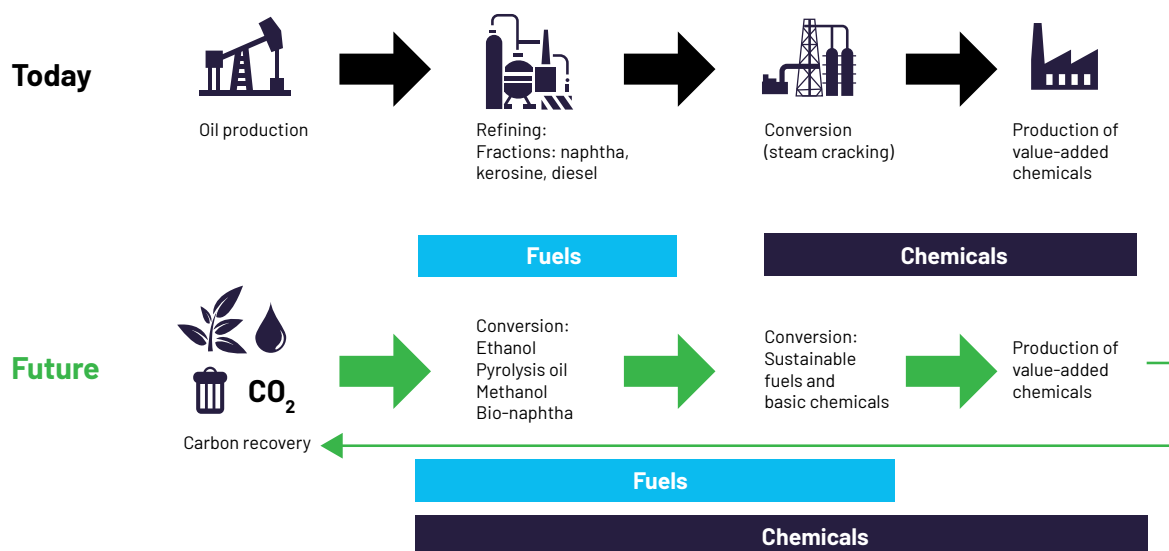 Today
Oil production
Refining:
Fractions: naphtha,
kerosine, diesel
Conversion
(steam cracking)
Production of
value-added
chemicals
Fuels
Chemicals
Future
CO₂
Carbon recovery
Conversion:
Ethanol
Pyrolysis oil
Methanol
Bio-naphtha
Conversion:
Sustainable
fuels and
basic chemicals
Production of
value-added
chemicals
Fuels
Chemicals